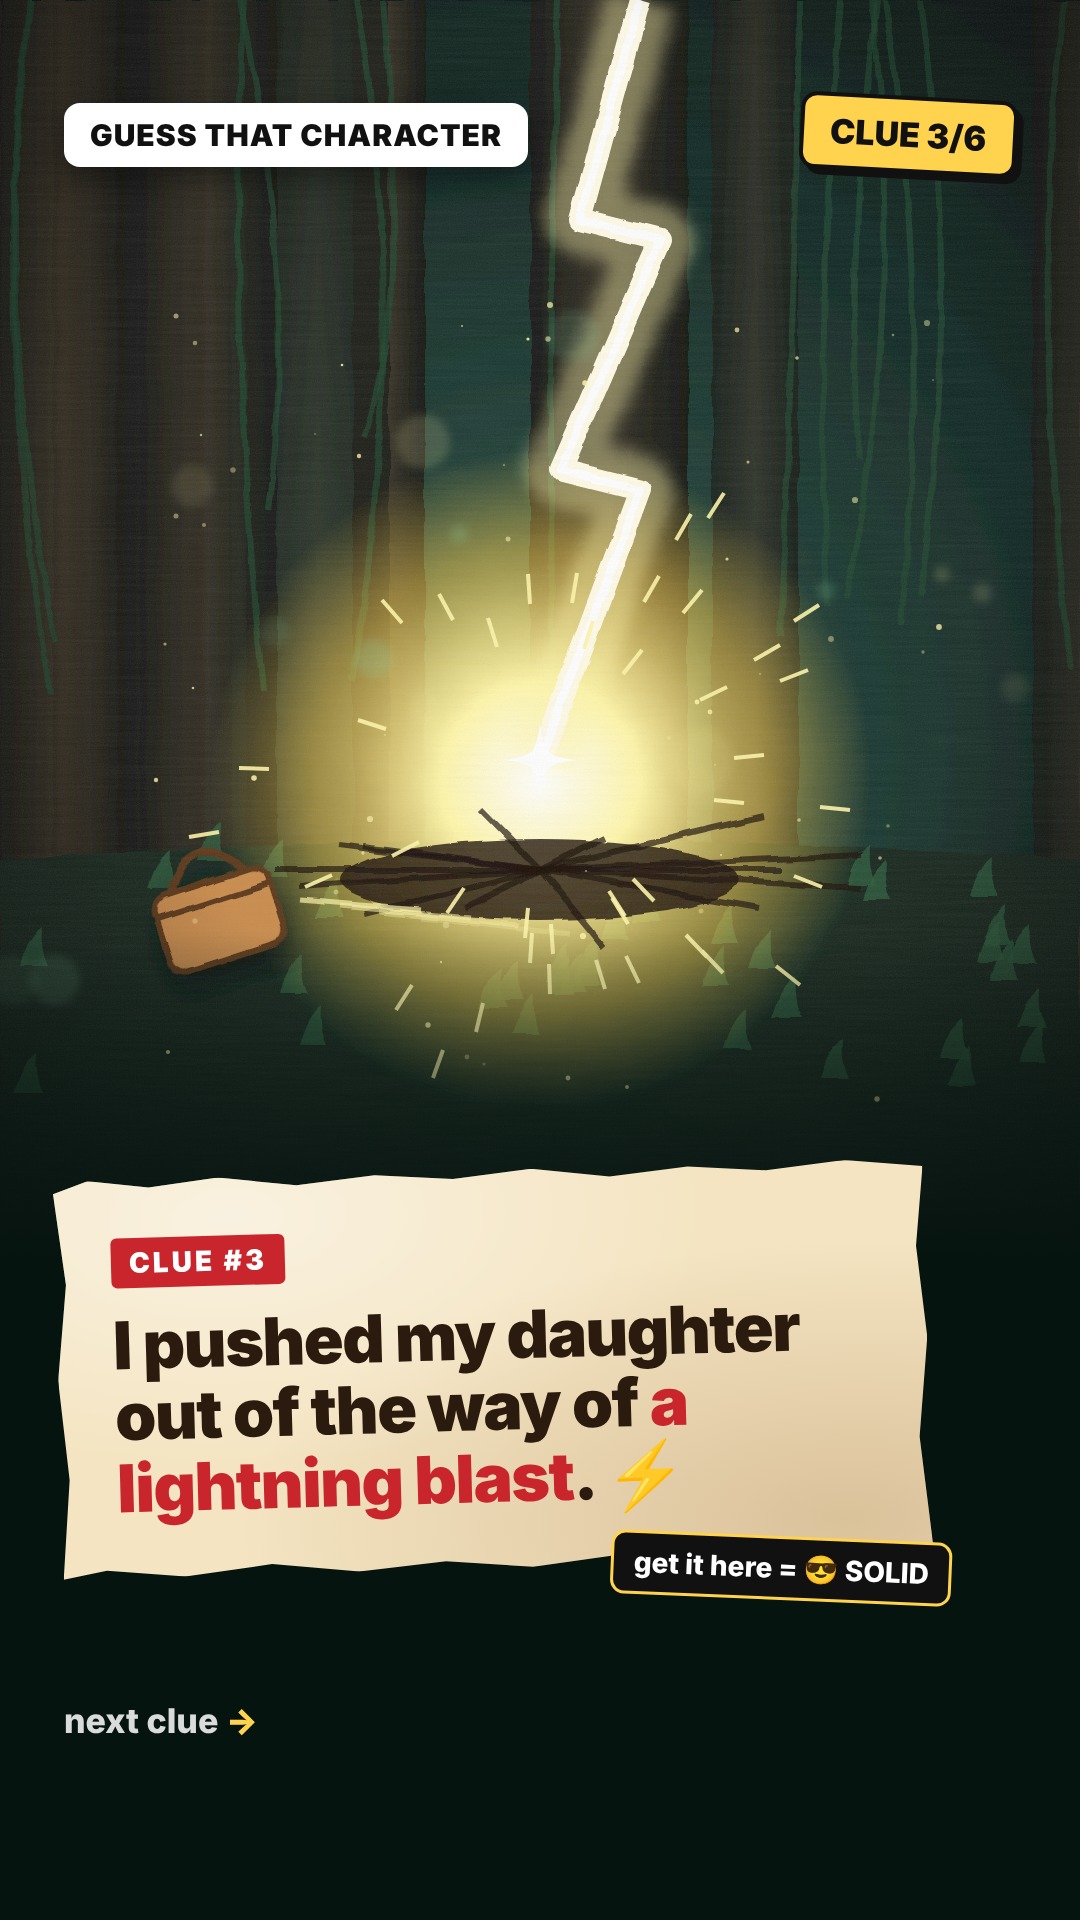 GUESS THAT CHARACTER
CLUE 3/6
CLUE #3
I pushed my daughter
out of the way of a
lightning blast. ⚡
get it here = 😎 SOLID
next clue →